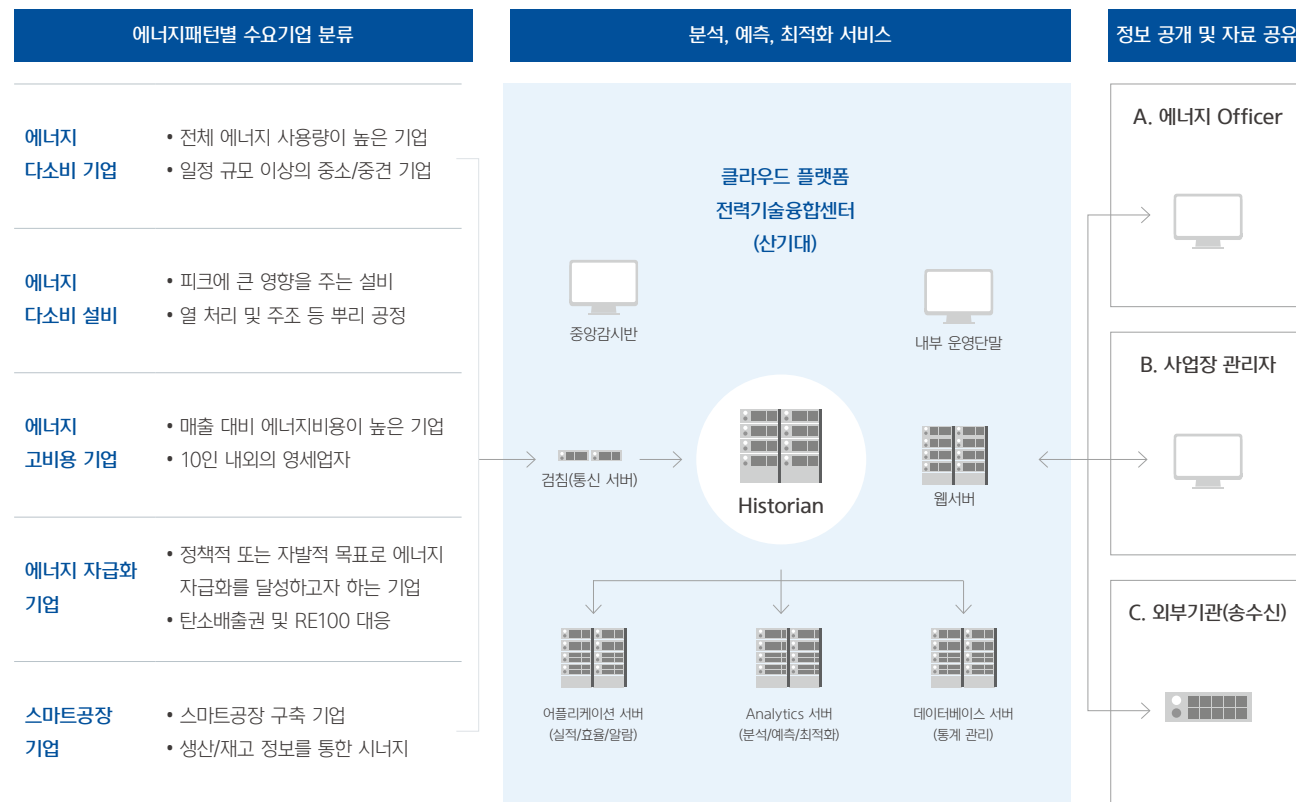 에너지패턴별 수요기업 분류
에너지
다소비 기업
• 전체 에너지 사용량이 높은 기업
• 일정 규모 이상의 중소/중견 기업
에너지
다소비 설비
• 피크에 큰 영향을 주는 설비
• 열 처리 및 주조 등 뿌리 공정
에너지
고비용 기업
• 매출 대비 에너지비용이 높은 기업
• 10인 내외의 영세업자
에너지 자급화
기업
• 정책적 또는 자발적 목표로 에너지
자급화를 달성하고자 하는 기업
• 탄소배출권 및 RE100 대응
스마트공장
기업
• 스마트공장 구축 기업
• 생산/재고 정보를 통한 시너지
분석, 예측, 최적화 서비스
클라우드 플랫폼
전력기술융합센터
(산기대)
중앙감시반
내부 운영단말
검침(통신 서버)
Historian
웹서버
어플리케이션 서버
(실적/효율/알람)
Analytics 서버
(분석/예측/최적화)
데이터베이스 서버
(통계 관리)
정보 공개 및 자료 공유
A. 에너지 Officer
B. 사업장 관리자
C. 외부기관(송수신)